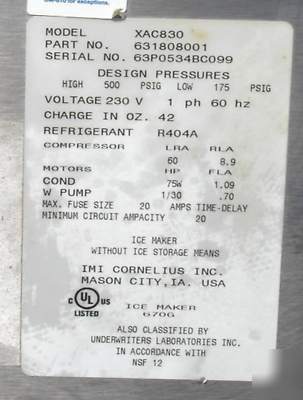 for exceptions.
MODEL XAC830
PART NO. 631808001
SERIAL NO. 63P0534BC099
DESIGN PRESSURES
HIGH 500 PSIG LOW 175 PSIG
VOLTAGE 230 V 1 ph 60 hz
CHARGE IN OZ. 42
REFRIGERANT R404A
COMPRESSOR LRA RLA
60 8.9
MOTORS HP FLA
COND 75W 1.09
W PUMP 1/30 .70
MAX. FUSE SIZE 20 AMPS TIME-DELAY
MINIMUM CIRCUIT AMPACITY 20
ICE MAKER
WITHOUT ICE STORAGE MEANS
IMI CORNELIUS INC.
MASON CITY, IA. USA
C UL US
LISTED
ICE MAKER
670G
ALSO CLASSIFIED BY
UNDERWRITERS LABORATORIES INC.
IN ACCORDANCE WITH
NSF 12